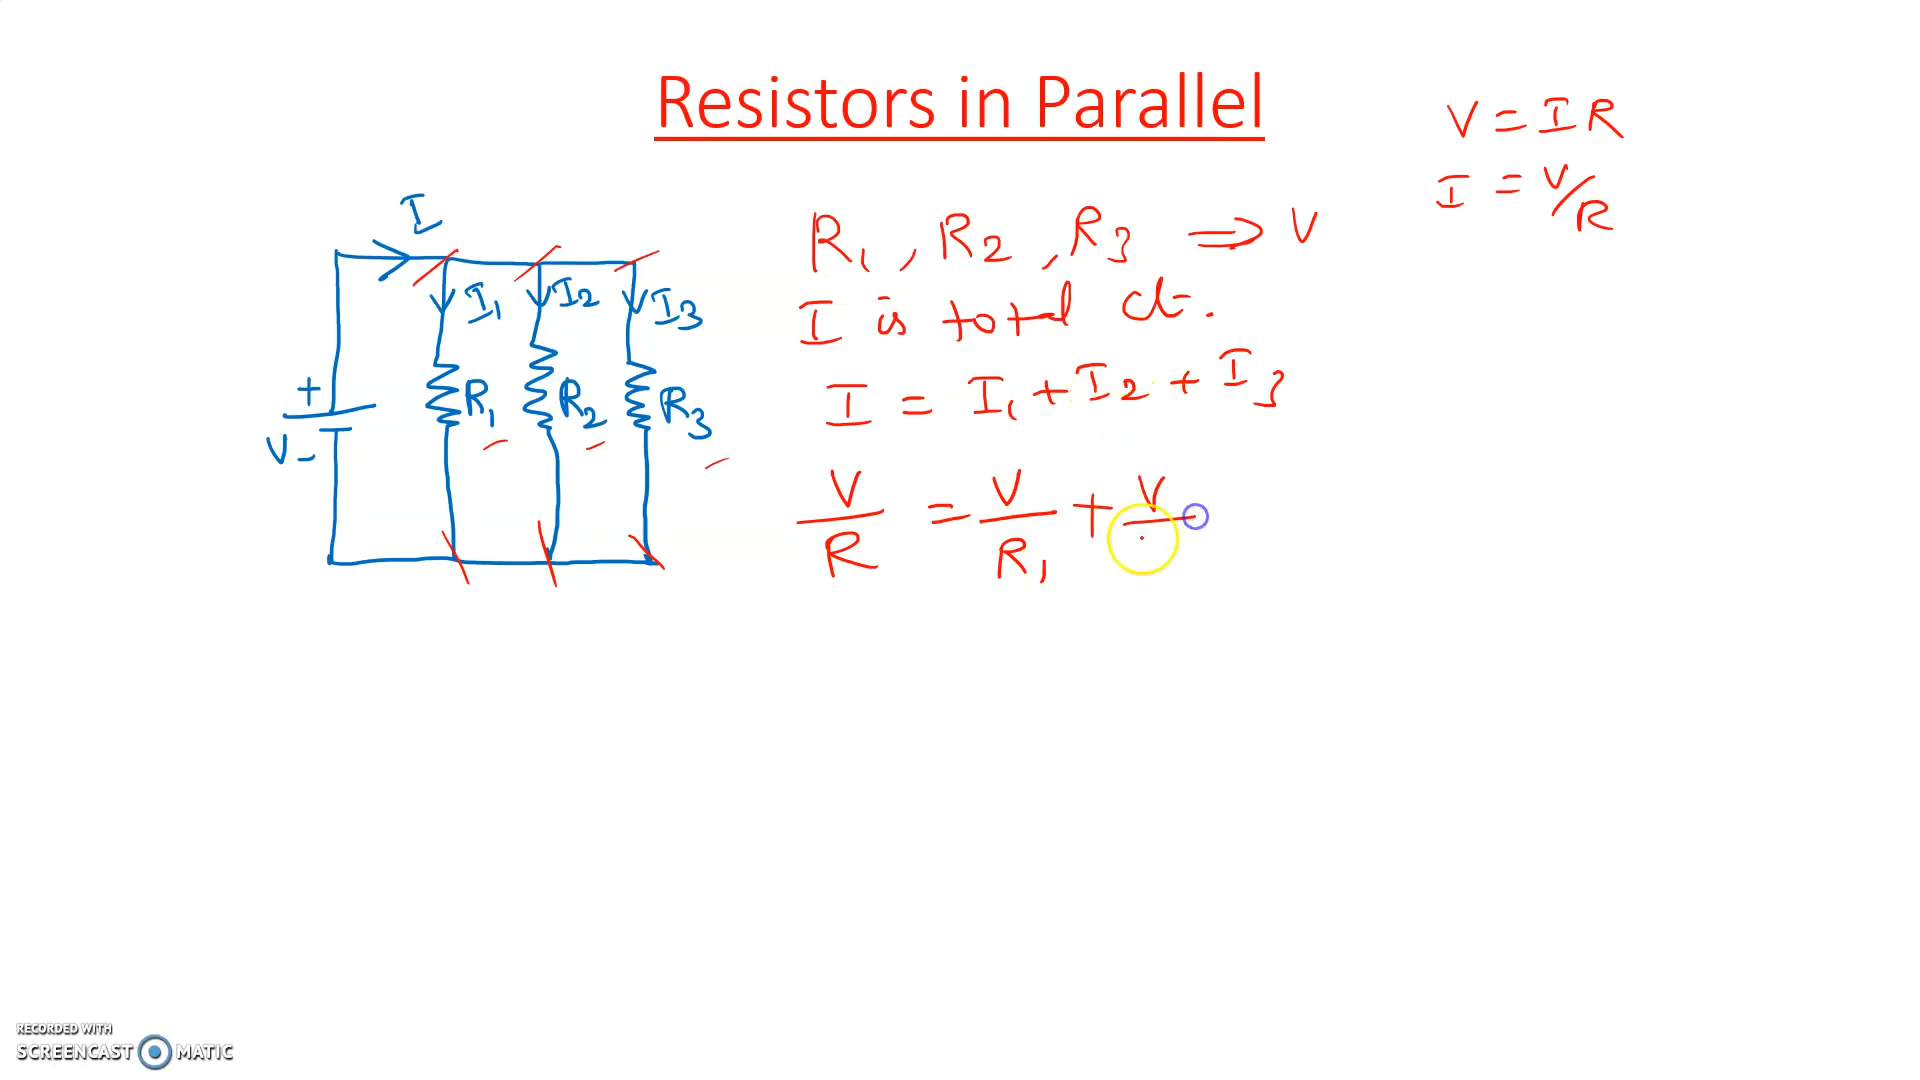 Resistors in Parallel
V = I R
I = V/R
I
R1, R2, R3 ⇒ V
I1 I2 I3
I is total ct.
+
R1 R2 R3
I = I1 + I2 + I3
V -
V/R = V/R1 + V
RECORDED WITH
SCREENCAST MATIC